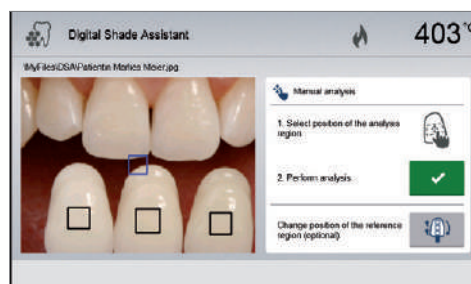 Digital Shade Assistant
403°C
\MyFiles\DSA\Patientin Marlies Meier.jpg
Manual analysis
1. Select position of the analysis
region
2. Perform analysis
Change position of the reference
region (optional)